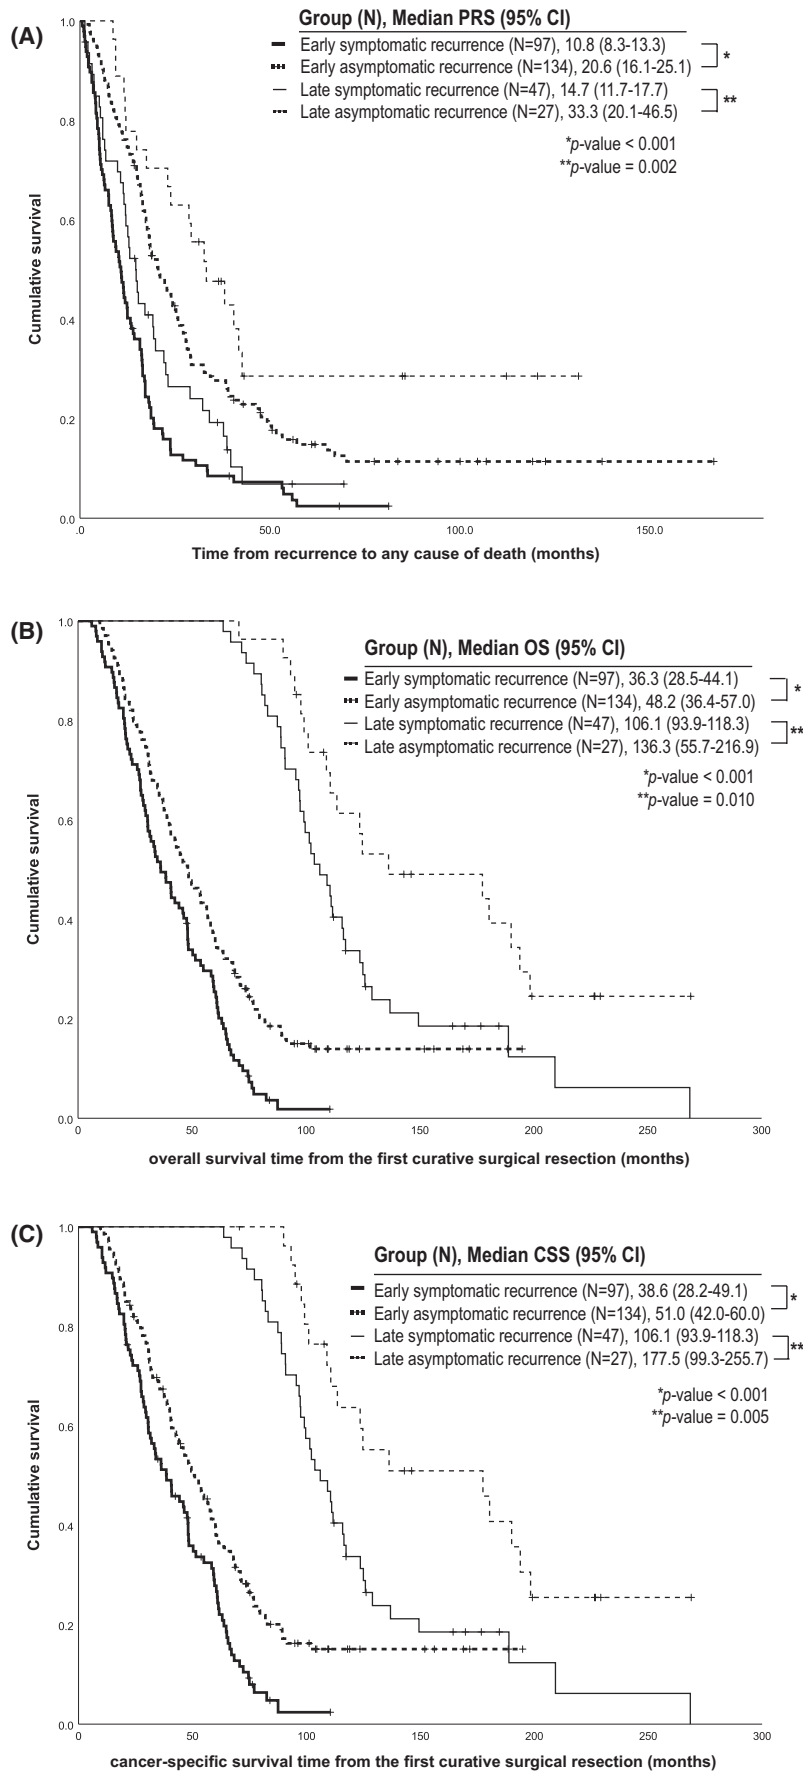 (A)
Group (N), Median PRS (95% CI)
Early symptomatic recurrence (N=97), 10.8 (8.3-13.3)
Early asymptomatic recurrence (N=134), 20.6 (16.1-25.1)
*
Late symptomatic recurrence (N=47), 14.7 (11.7-17.7)
Late asymptomatic recurrence (N=27), 33.3 (20.1-46.5)
**
*p-value < 0.001
**p-value = 0.002
Cumulative survival
1.0
0.8
0.6
0.4
0.2
0.0
.0 50.0 100.0 150.0
Time from recurrence to any cause of death (months)
(B)
Group (N), Median OS (95% CI)
Early symptomatic recurrence (N=97), 36.3 (28.5-44.1)
Early asymptomatic recurrence (N=134), 48.2 (36.4-57.0)
*
Late symptomatic recurrence (N=47), 106.1 (93.9-118.3)
Late asymptomatic recurrence (N=27), 136.3 (55.7-216.9)
**
*p-value < 0.001
**p-value = 0.010
Cumulative survival
1.0
0.8
0.6
0.4
0.2
0.0
0 50 100 150 200 250 300
overall survival time from the first curative surgical resection (months)
(C)
Group (N), Median CSS (95% CI)
Early symptomatic recurrence (N=97), 38.6 (28.2-49.1)
Early asymptomatic recurrence (N=134), 51.0 (42.0-60.0)
*
Late symptomatic recurrence (N=47), 106.1 (93.9-118.3)
Late asymptomatic recurrence (N=27), 177.5 (99.3-255.7)
**
*p-value < 0.001
**p-value = 0.005
Cumulative survival
1.0
0.8
0.6
0.4
0.2
0.0
0 50 100 150 200 250 300
cancer-specific survival time from the first curative surgical resection (months)